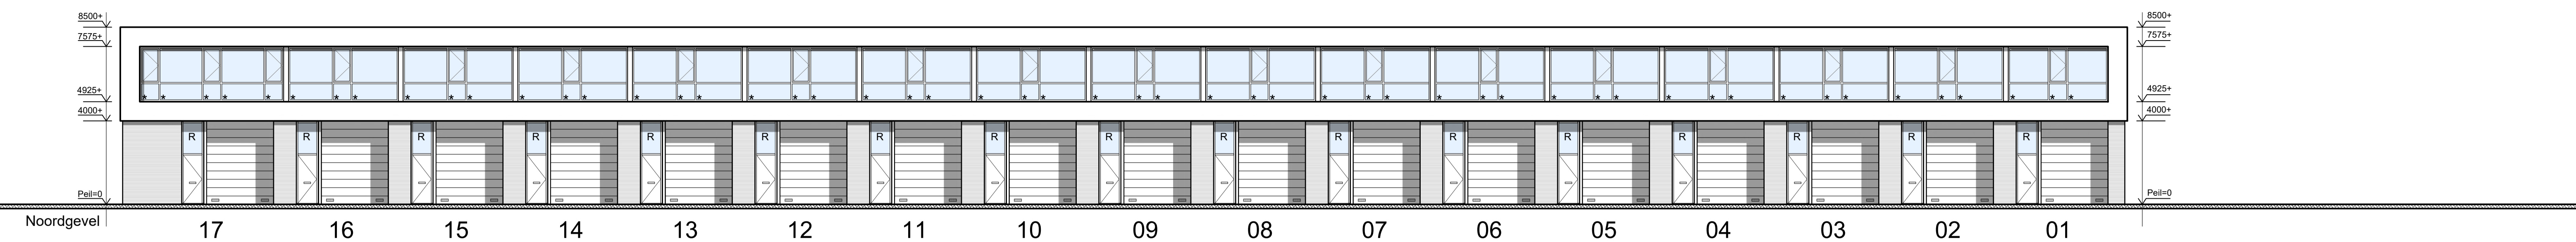 8500+ 8500+
7575+ 7575+
4925+ 4925+
* * * * * * * * * * * * * * * * * * * * * * * * * * * * * * * * * * * * * * * * * * * * * * * * * * * * *
4000+ 4000+
R R R R R R R R R R R R R R R R R
Peil=0 Peil=0
Noordgevel
17 16 15 14 13 12 11 10 09 08 07 06 05 04 03 02 01